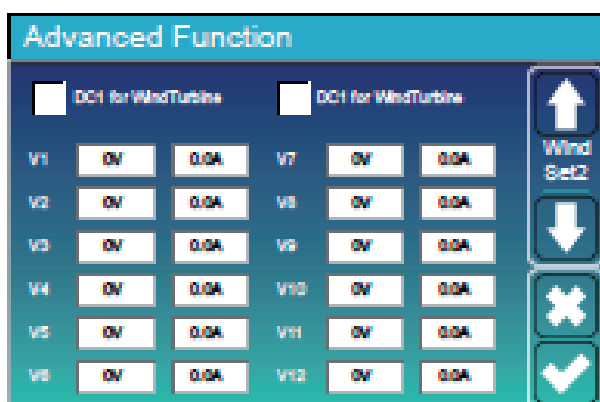 Advanced Function
DC1 for WindTurbine DC1 for WindTurbine
Wind
Set2
V1 0V 0.0A V7 0V 0.0A
V2 0V 0.0A V8 0V 0.0A
V3 0V 0.0A V9 0V 0.0A
V4 0V 0.0A V10 0V 0.0A
V5 0V 0.0A V11 0V 0.0A
V6 0V 0.0A V12 0V 0.0A